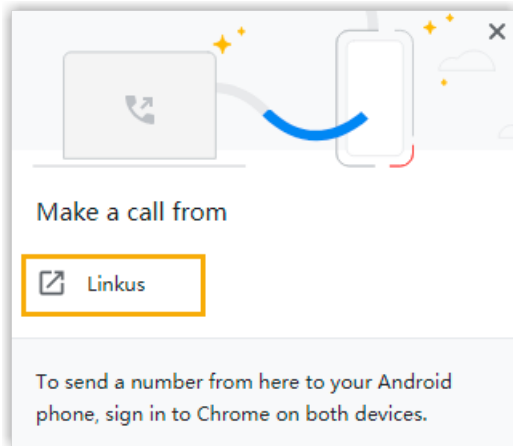 Make a call from
Linkus
To send a number from here to your Android
phone, sign in to Chrome on both devices.